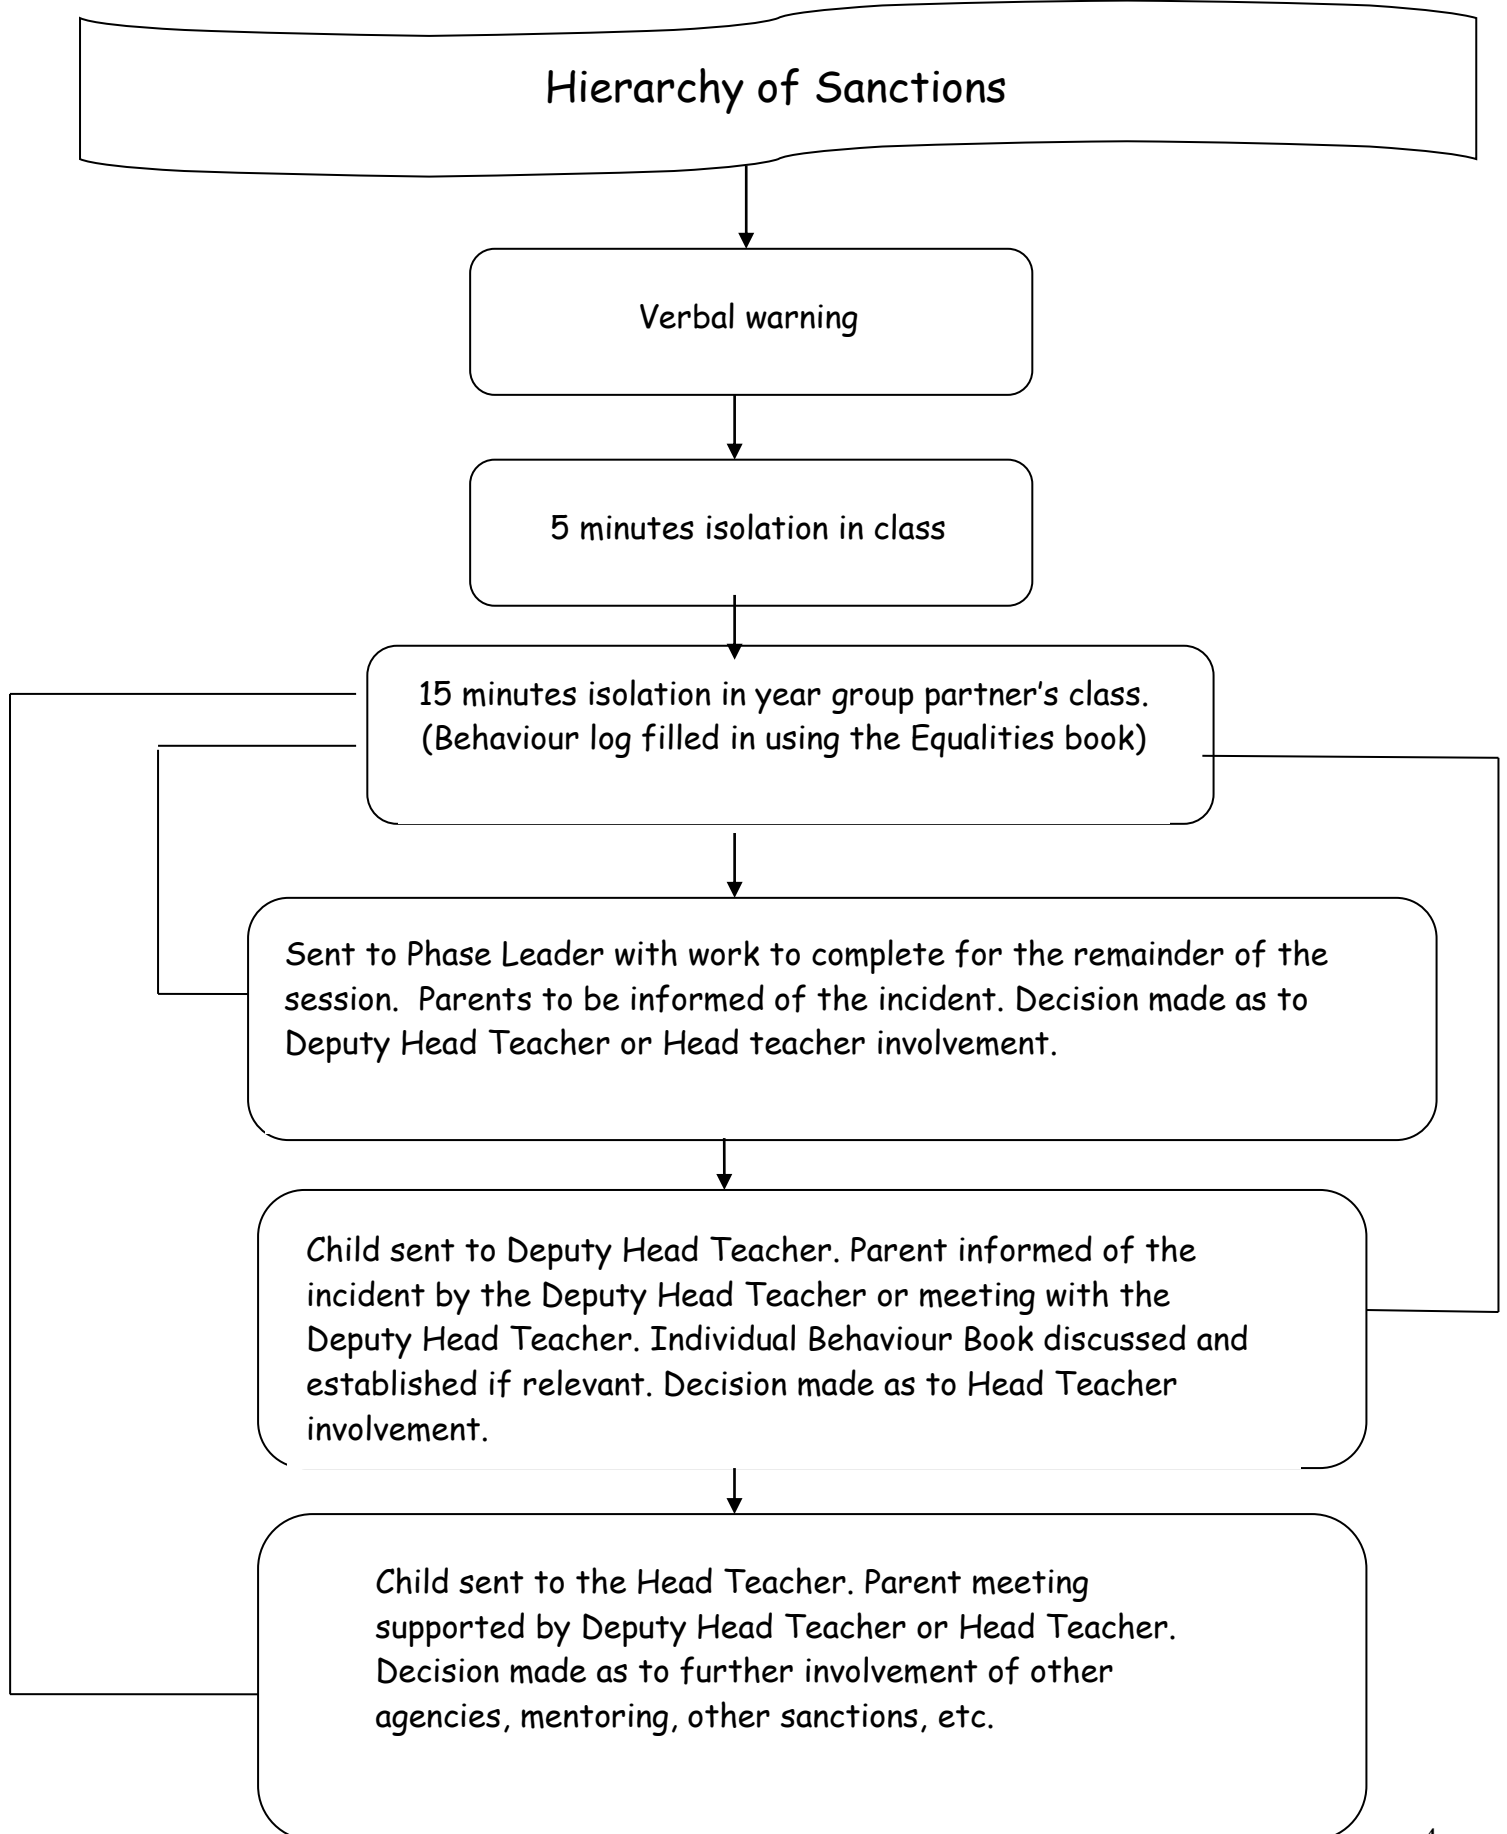 Hierarchy of Sanctions
Verbal warning
5 minutes isolation in class
15 minutes isolation in year group partner’s class.
(Behaviour log filled in using the Equalities book)
Sent to Phase Leader with work to complete for the remainder of the
session.  Parents to be informed of the incident. Decision made as to
Deputy Head Teacher or Head teacher involvement.
Child sent to Deputy Head Teacher. Parent informed of the
incident by the Deputy Head Teacher or meeting with the
Deputy Head Teacher. Individual Behaviour Book discussed and
established if relevant. Decision made as to Head Teacher
involvement.
Child sent to the Head Teacher. Parent meeting
supported by Deputy Head Teacher or Head Teacher.
Decision made as to further involvement of other
agencies, mentoring, other sanctions, etc.